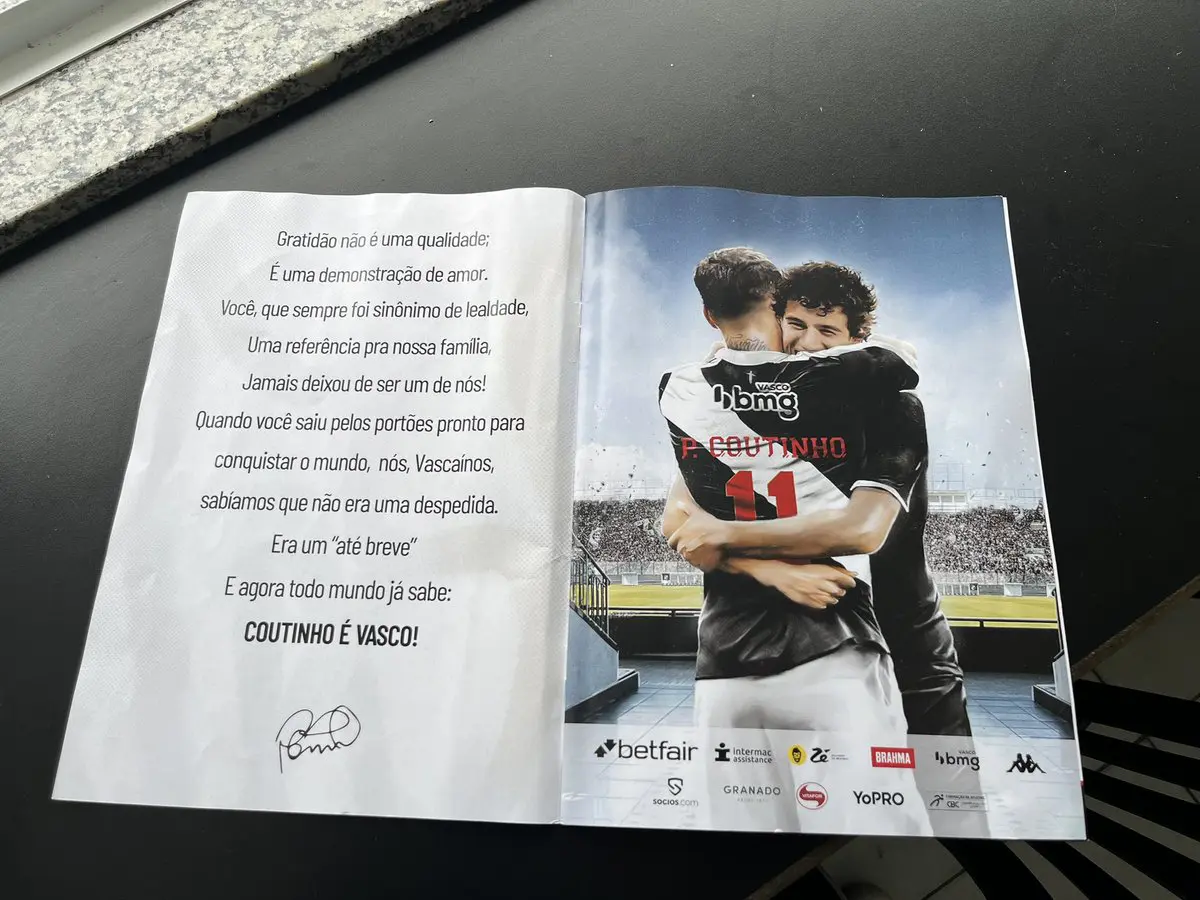 Gratidão não é uma qualidade;
É uma demonstração de amor.
Você, que sempre foi sinônimo de lealdade,
Uma referência pra nossa família,
Jamais deixou de ser um de nós!
Quando você saiu pelos portões pronto para
conquistar o mundo, nós, Vascaínos,
sabíamos que não era uma despedida.
Era um "até breve"
E agora todo mundo já sabe:
COUTINHO É VASCO!
VASCO
bmg
P. COUTINHO
11
betfair
intermac
assistance
Zé
BRAHMA
VASCO
bmg
SOCIOS.com
GRANADO
VITAFOR
YoPRO
CBC